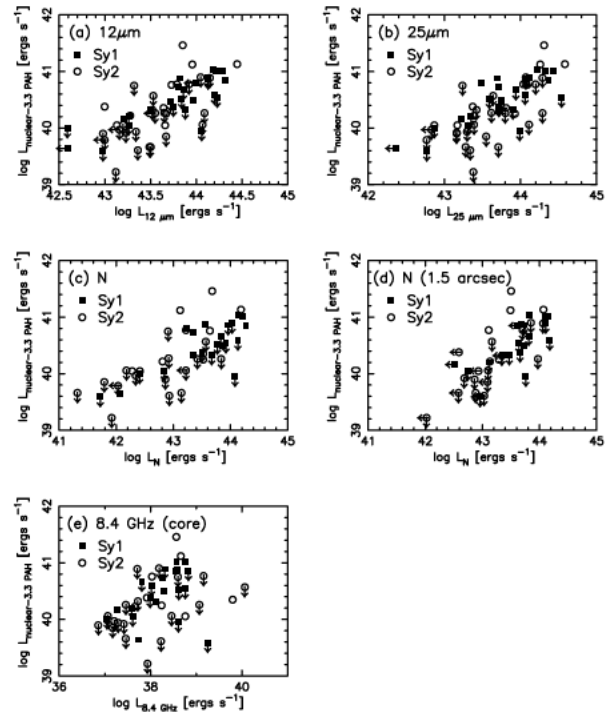 (a) 12μm
Sy1
Sy2
log L_nuclear-3.3 PAH [ergs s⁻¹]
39 40 41 42
42.5 43 43.5 44 44.5 45
log L_12 μm [ergs s⁻¹]
(b) 25μm
Sy1
Sy2
log L_nuclear-3.3 PAH [ergs s⁻¹]
39 40 41 42
42 43 44 45
log L_25 μm [ergs s⁻¹]
(c) N
Sy1
Sy2
log L_nuclear-3.3 PAH [ergs s⁻¹]
39 40 41 42
41 42 43 44 45
log L_N [ergs s⁻¹]
(d) N (1.5 arcsec)
Sy1
Sy2
log L_nuclear-3.3 PAH [ergs s⁻¹]
39 40 41 42
41 42 43 44 45
log L_N [ergs s⁻¹]
(e) 8.4 GHz (core)
Sy1
Sy2
log L_nuclear-3.3 PAH [ergs s⁻¹]
39 40 41 42
36 38 40
log L_8.4 GHz [ergs s⁻¹]